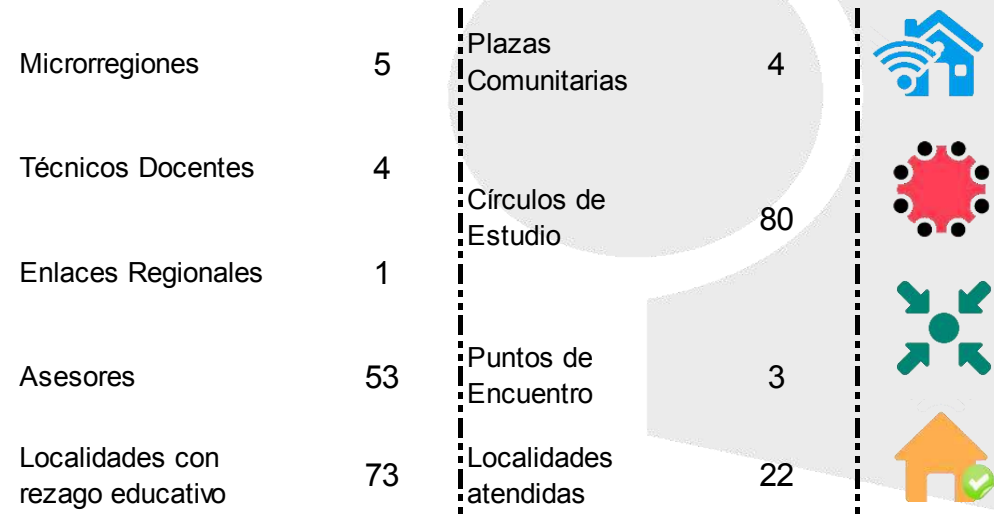 Microrregiones 5
Técnicos Docentes 4
Enlaces Regionales 1
Asesores 53
Localidades con
rezago educativo 73
Plazas
Comunitarias 4
Círculos de
Estudio 80
Puntos de
Encuentro 3
Localidades
atendidas 22